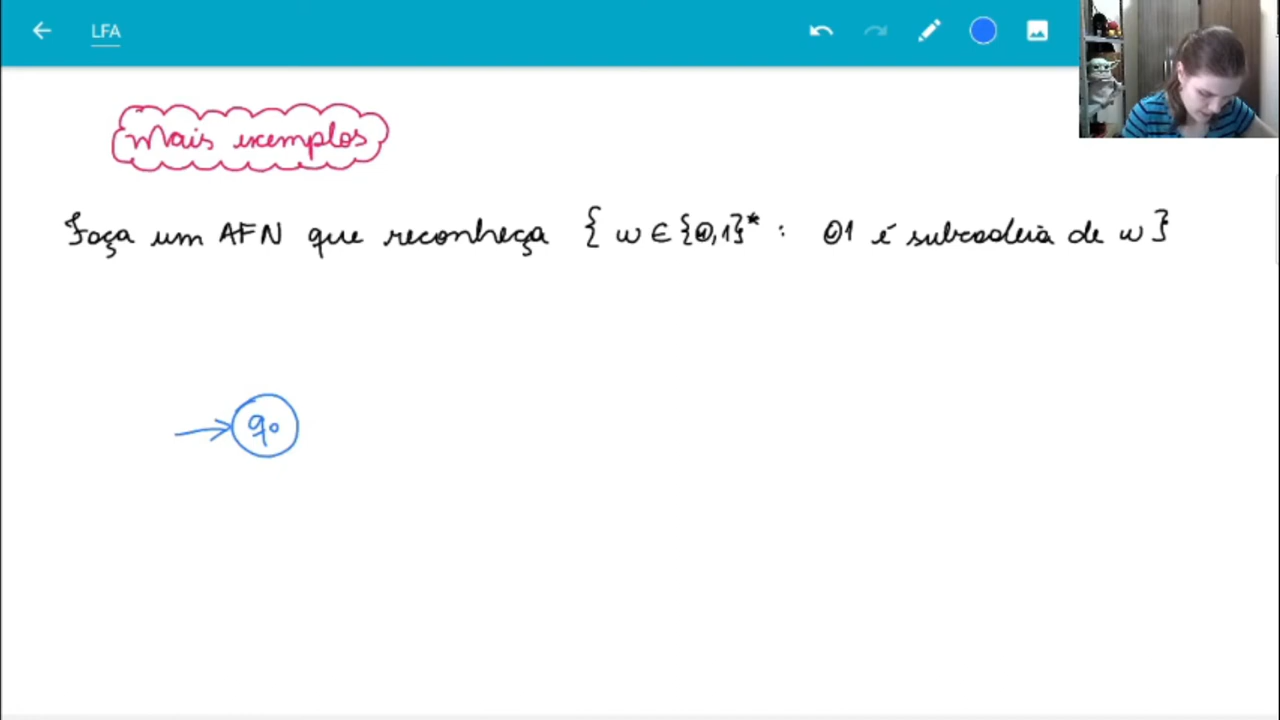 LFA
Mais exemplos
Faça um AFN que reconheça { w ∈ {0,1}* : 01 é subcadeia de w }
q₀